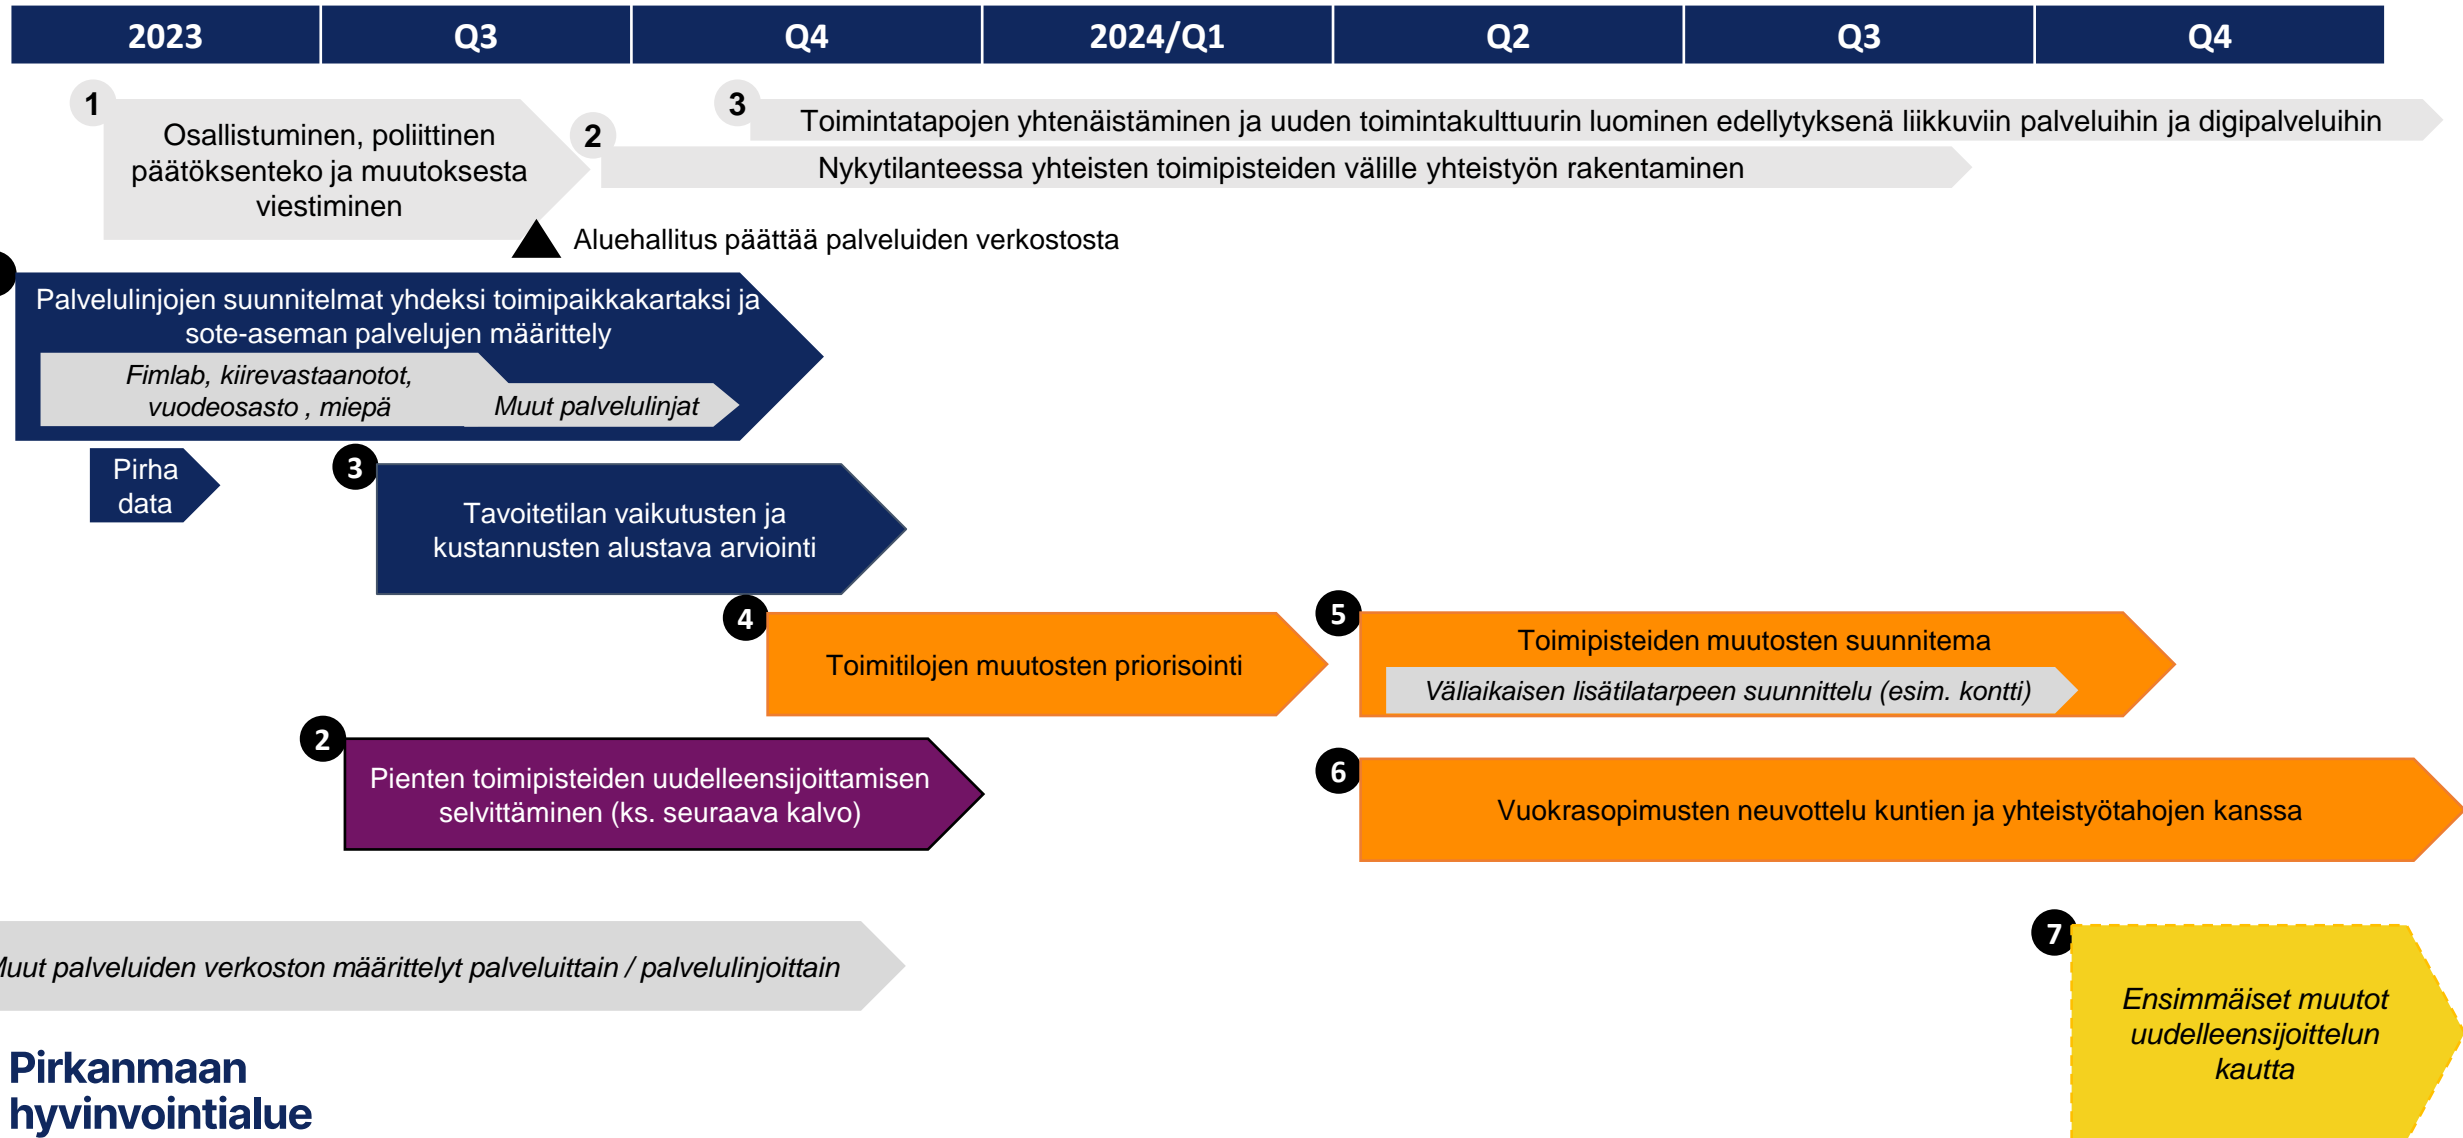 2023
Q3
Q4
2024/Q1
Q2
Q3
Q4
1
Osallistuminen, poliittinen
päätöksenteko ja muutoksesta
viestiminen
2
3
Toimintatapojen yhtenäistäminen ja uuden toimintakulttuurin luominen edellytyksenä liikkuviin palveluihin ja digipalveluihin
Nykytilanteessa yhteisten toimipisteiden välille yhteistyön rakentaminen
Aluehallitus päättää palveluiden verkostosta
Palvelulinjojen suunnitelmat yhdeksi toimipaikkakartaksi ja
sote-aseman palvelujen määrittely
Fimlab, kiirevastaanotot,
vuodeosasto , miepä
Muut palvelulinjat
Pirha
data
3
Tavoitetilan vaikutusten ja
kustannusten alustava arviointi
4
Toimitilojen muutosten priorisointi
5
Toimipisteiden muutosten suunnitema
Väliaikaisen lisätilatarpeen suunnittelu (esim. kontti)
2
Pienten toimipisteiden uudelleensijoittamisen
selvittäminen (ks. seuraava kalvo)
6
Vuokrasopimusten neuvottelu kuntien ja yhteistyötahojen kanssa
Muut palveluiden verkoston määrittelyt palveluittain / palvelulinjoittain
7
Ensimmäiset muutot
uudelleensijoittelun
kautta
Pirkanmaan
hyvinvointialue